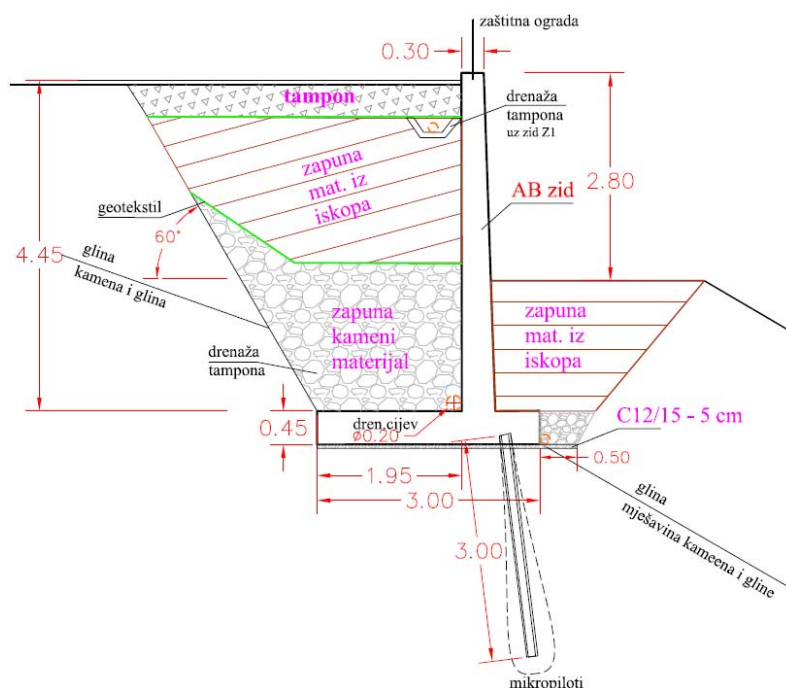 zaštitna ograda
0.30
tampon
drenaža
tampona
uz zid Z1
zapuna
mat. iz
iskopa
2.80
AB zid
geotekstil
60°
4.45
glina
kamena i glina
zapuna
kameni
materijal
zapuna
mat. iz
iskopa
drenaža
tampona
C12/15 - 5 cm
0.45
dren.cijev
ø0.20
0.50
1.95
3.00
glina
mješavina kameena i gline
3.00
mikropiloti